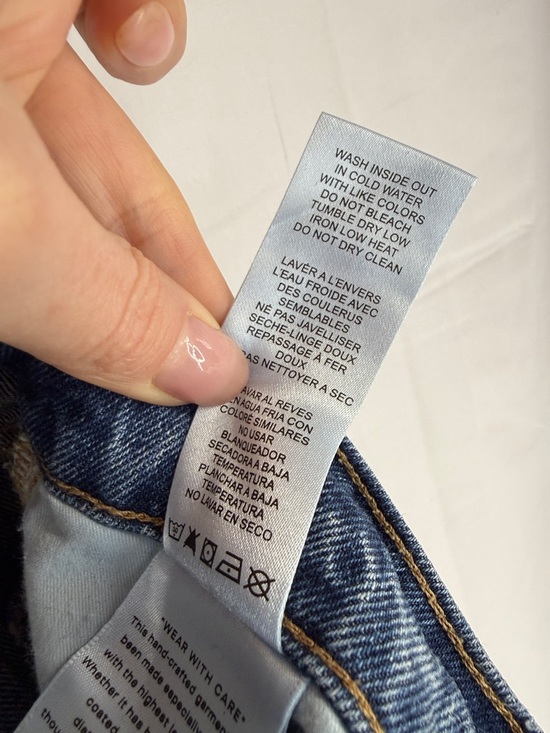 WASH INSIDE OUT
IN COLD WATER
WITH LIKE COLORS
DO NOT BLEACH
TUMBLE DRY LOW
IRON LOW HEAT
DO NOT DRY CLEAN
LAVER A L'ENVERS
L'EAU FROIDE AVEC
DES COULERUS
SEMBLABLES
NE PAS JAVELLISER
SECHE-LINGE DOUX
REPASSAGE A FER
DOUX
PAS NETTOYER A SEC
LAVAR AL REVES
EN AGUA FRIA CON
COLORE SIMILARES
NO USAR
BLANQUEADOR
SECADORA A BAJA
TEMPERATURA
PLANCHAR A BAJA
TEMPERATURA
NO LAVAR EN SECO
"WEAR WITH CARE"
This hand-crafted
been made especially
with the highest
Whether it has
coated